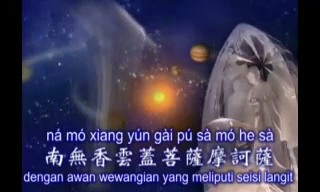 ná mó xiang yún gài pú sà mó he sà
南無香雲蓋菩薩摩訶薩
dengan awan wewangian yang meliputi seisi langit